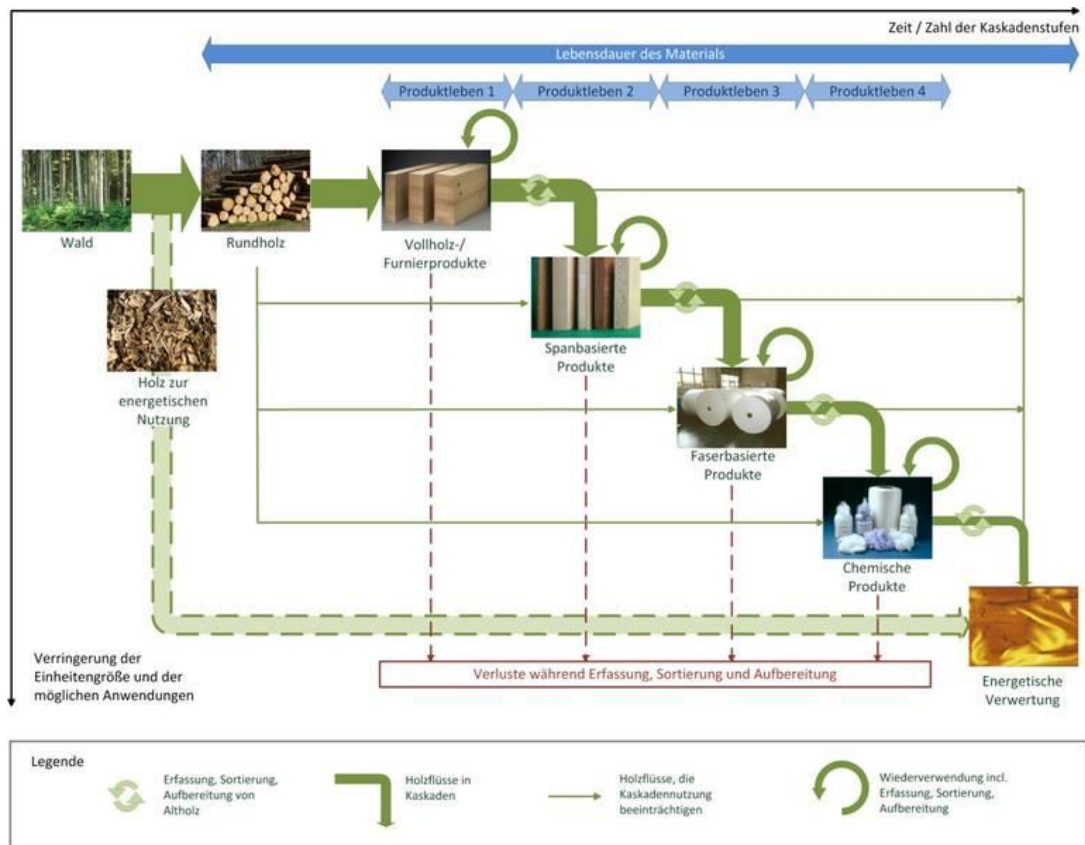 Zeit / Zahl der Kaskadenstufen
Lebensdauer des Materials
Produktleben 1
Produktleben 2
Produktleben 3
Produktleben 4
Wald
Rundholz
Vollholz-/
Furnierprodukte
Holz zur
energetischen
Nutzung
Spanbasierte
Produkte
Faserbasierte
Produkte
Chemische
Produkte
Verringerung der
Einheitengröße und der
möglichen Anwendungen
Verluste während Erfassung, Sortierung und Aufbereitung
Energetische
Verwertung
Legende
Erfassung, Sortierung,
Aufbereitung von
Altholz
Holzflüsse in
Kaskaden
Holzflüsse, die
Kaskadennutzung
beeinträchtigen
Wiederverwendung incl.
Erfassung, Sortierung,
Aufbereitung